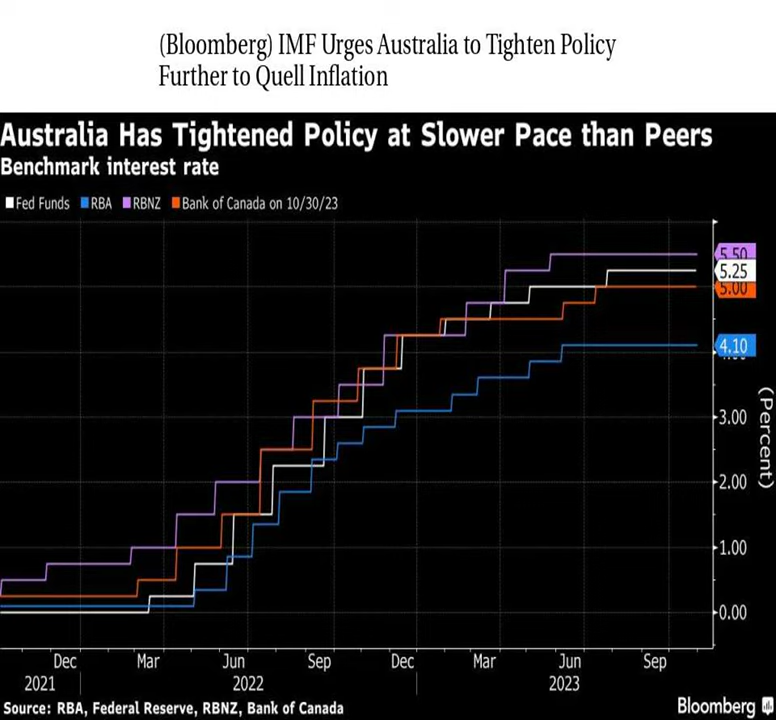 (Bloomberg) IMF Urges Australia to Tighten Policy
Further to Quell Inflation
Australia Has Tightened Policy at Slower Pace than Peers
Benchmark interest rate
Fed Funds RBA RBNZ Bank of Canada on 10/30/23
5.50
5.25
5.00
4.10
3.00
2.00
1.00
0.00
(Percent)
Dec Mar Jun Sep Dec Mar Jun Sep
2021 2022 2023
Source: RBA, Federal Reserve, RBNZ, Bank of Canada
Bloomberg